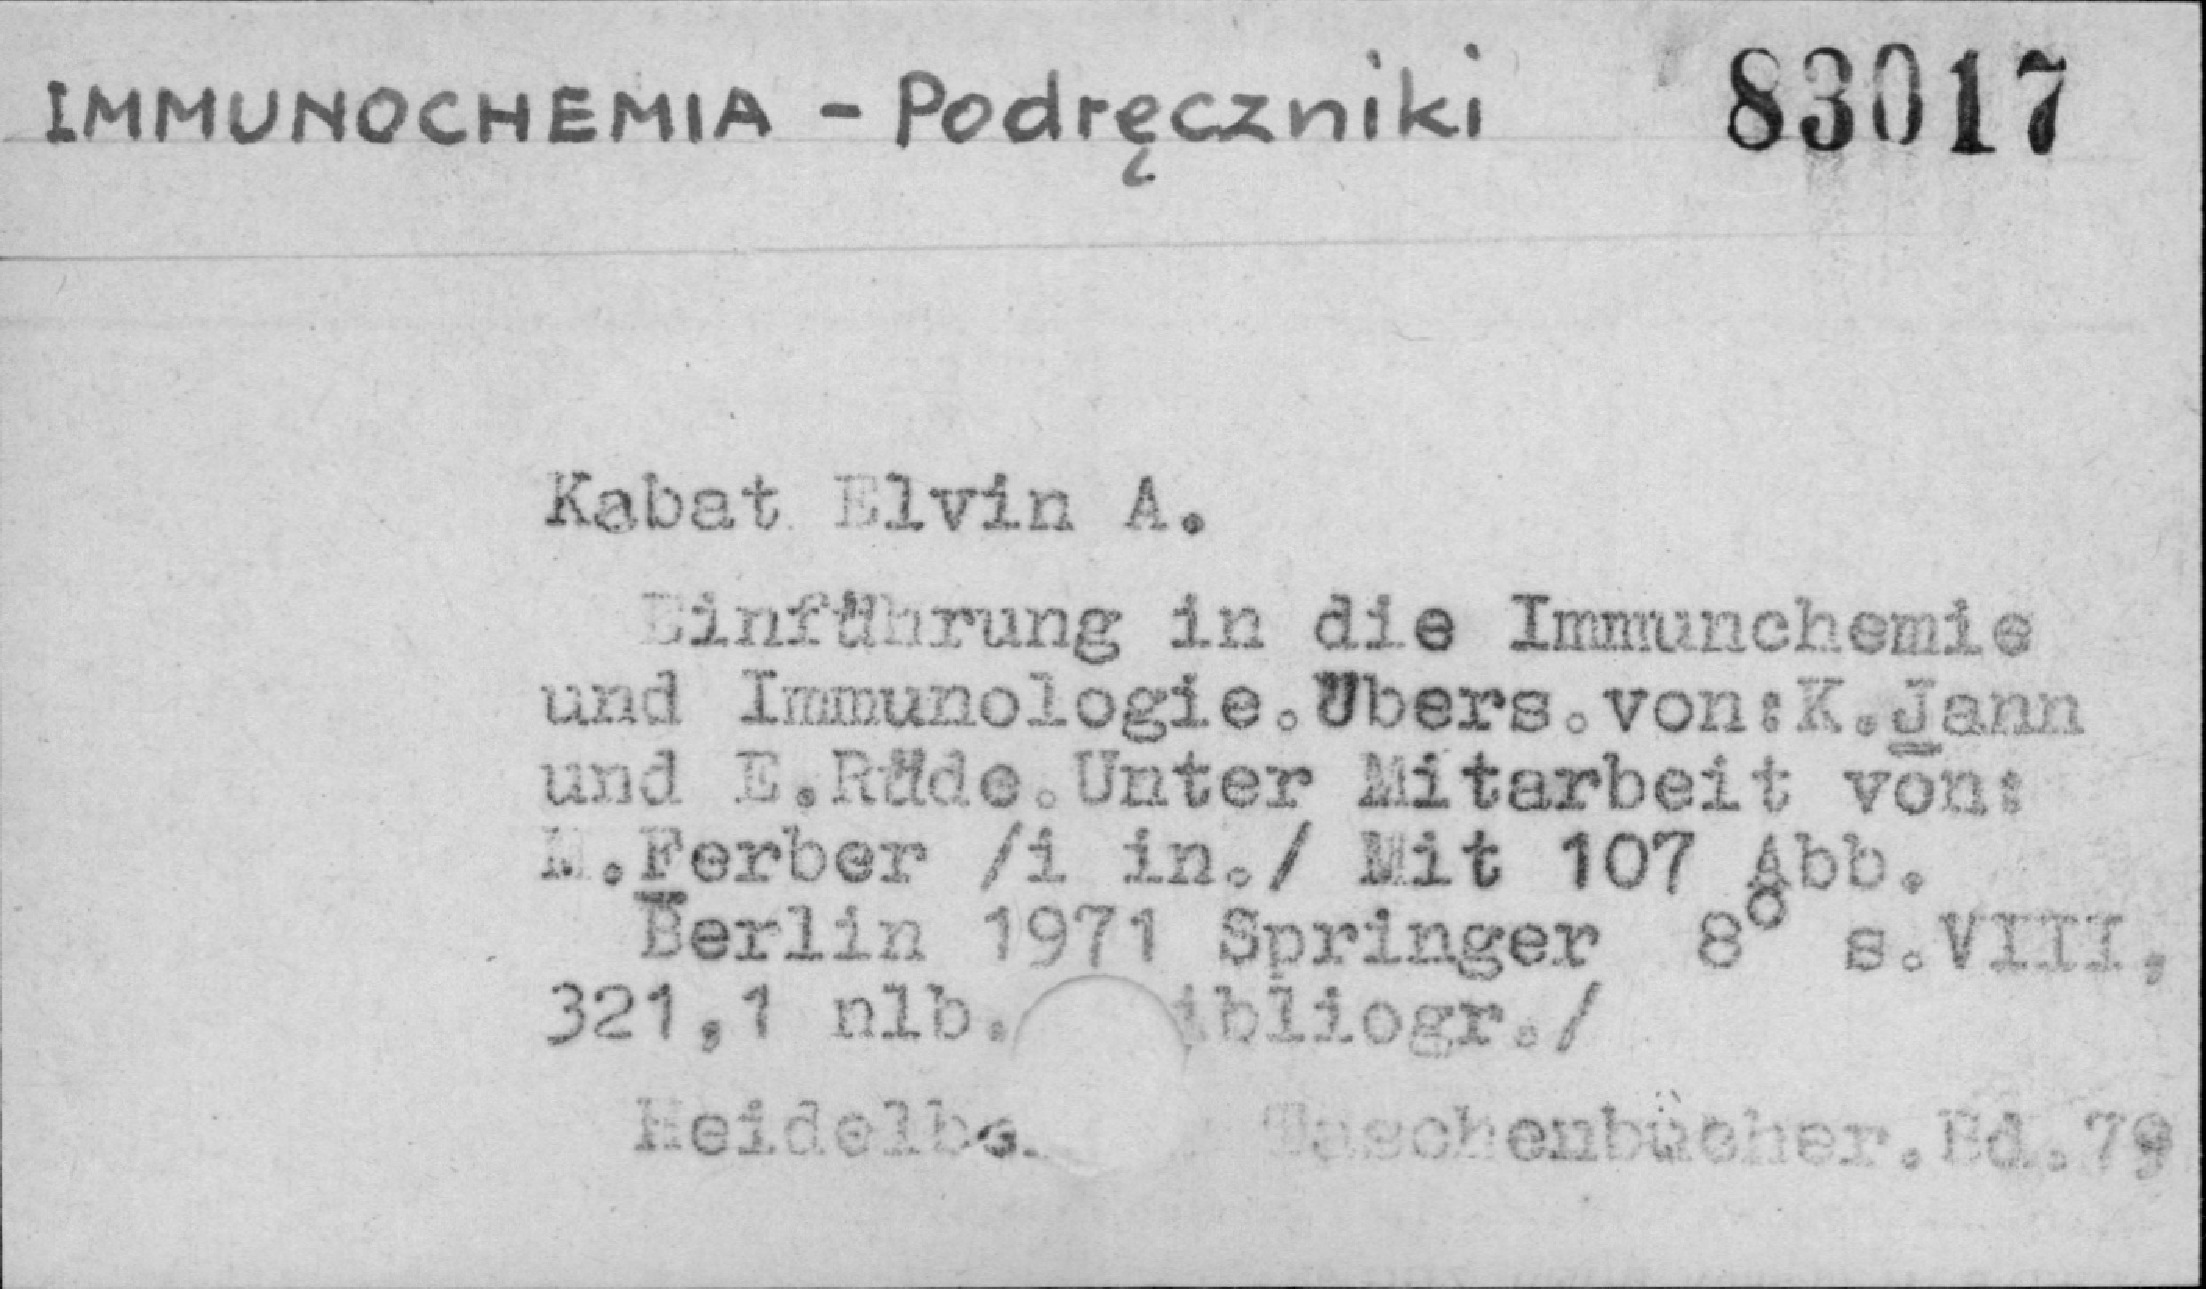 IMMUNOCHEMIA - Podręczniki 83017
Kabat Elvin A.
Einführung in die Immunchemie
und Immunologie.Übers.von:K.Jann
und E.Rüde.Unter Mitarbeit von:
M.Ferber /i in./ Mit 107 Abb.
Berlin 1971 Springer 8° s.VIII,
321,1 nlb. ibliogr./
Taschenbücher.Bd.79